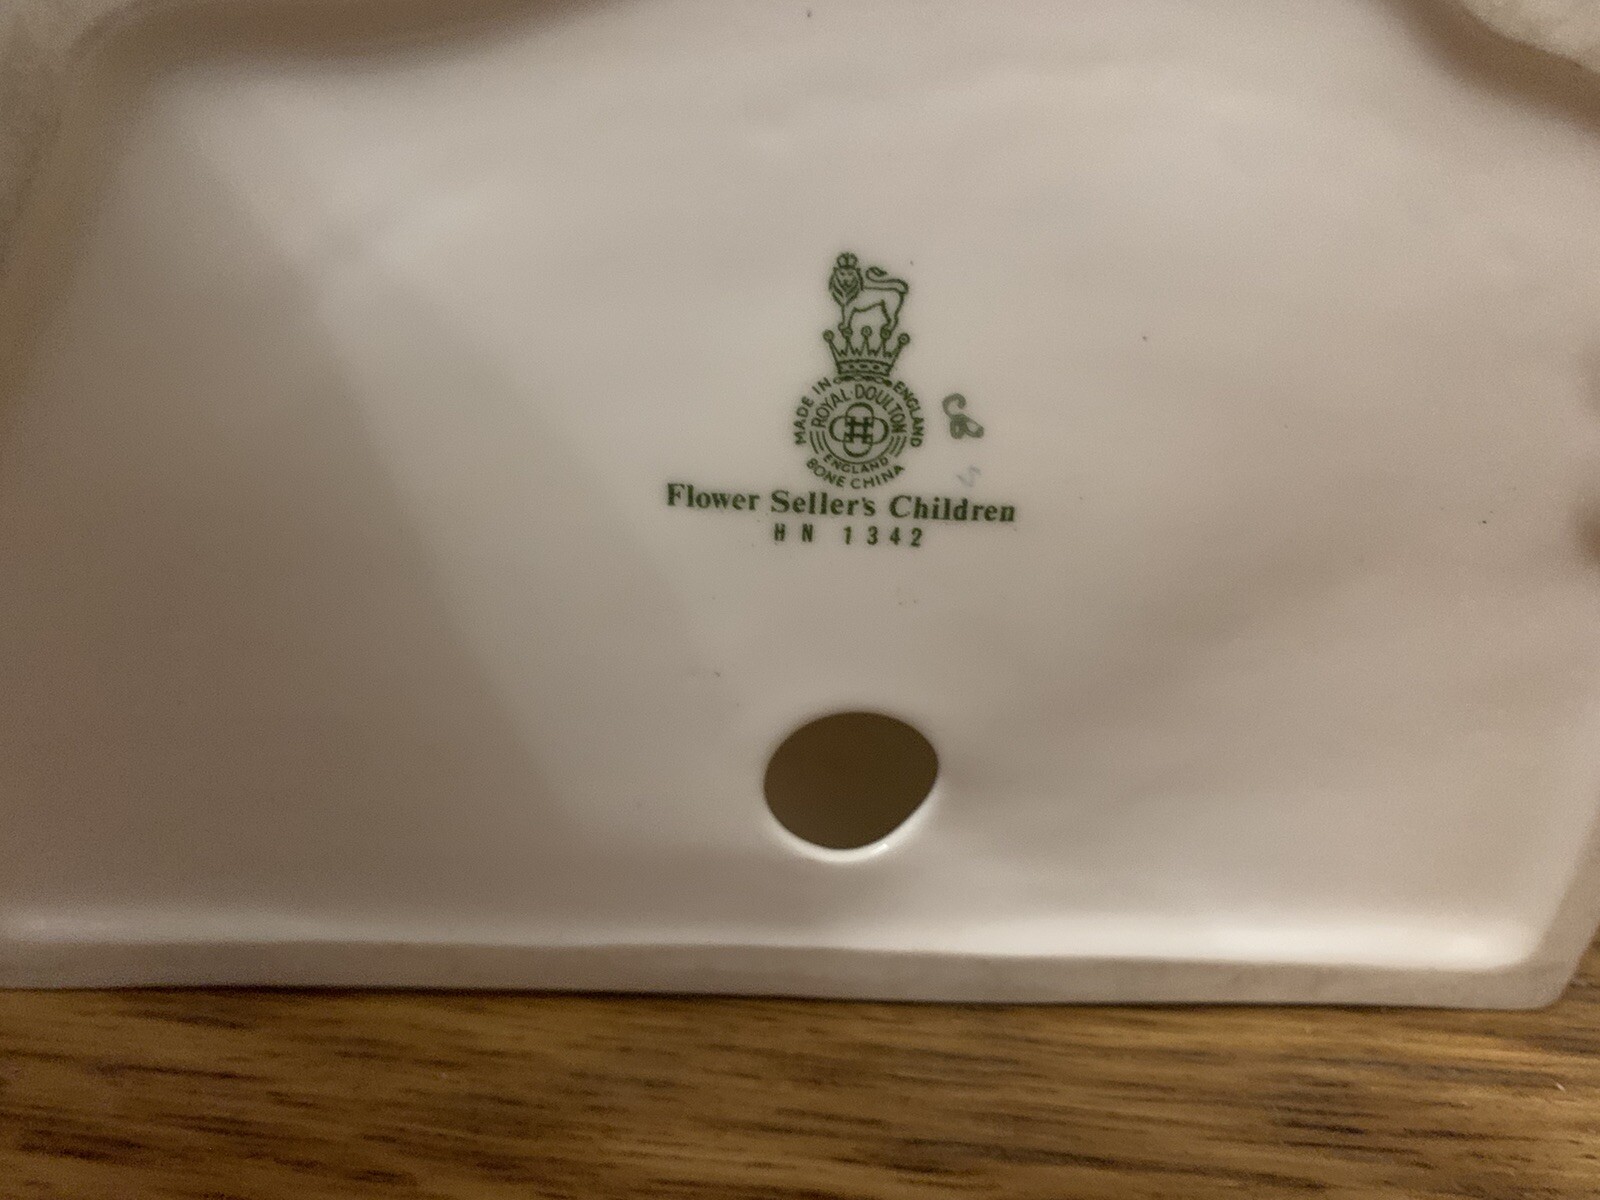 MADE IN ENGLAND
ROYAL·DOULTON
ENGLAND
BONE CHINA
Flower Seller's Children
HN 1342